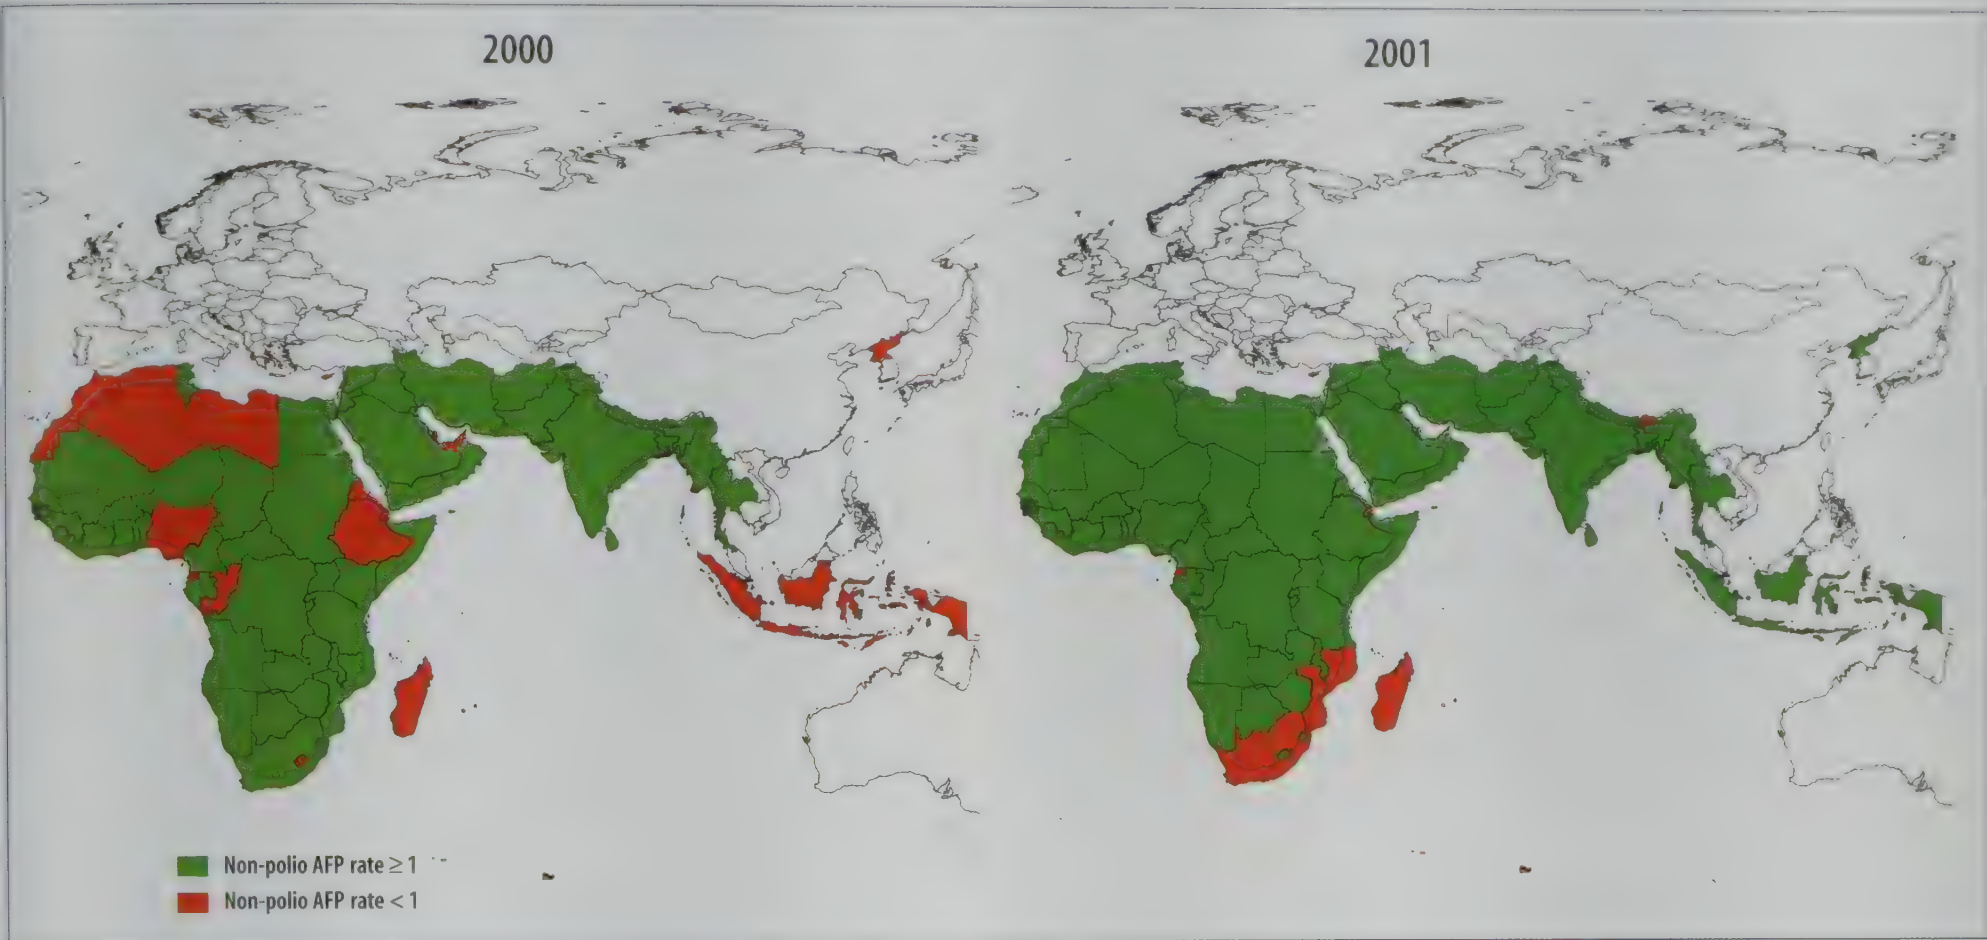 2000
2001
Non-polio AFP rate ≥ 1
Non-polio AFP rate < 1